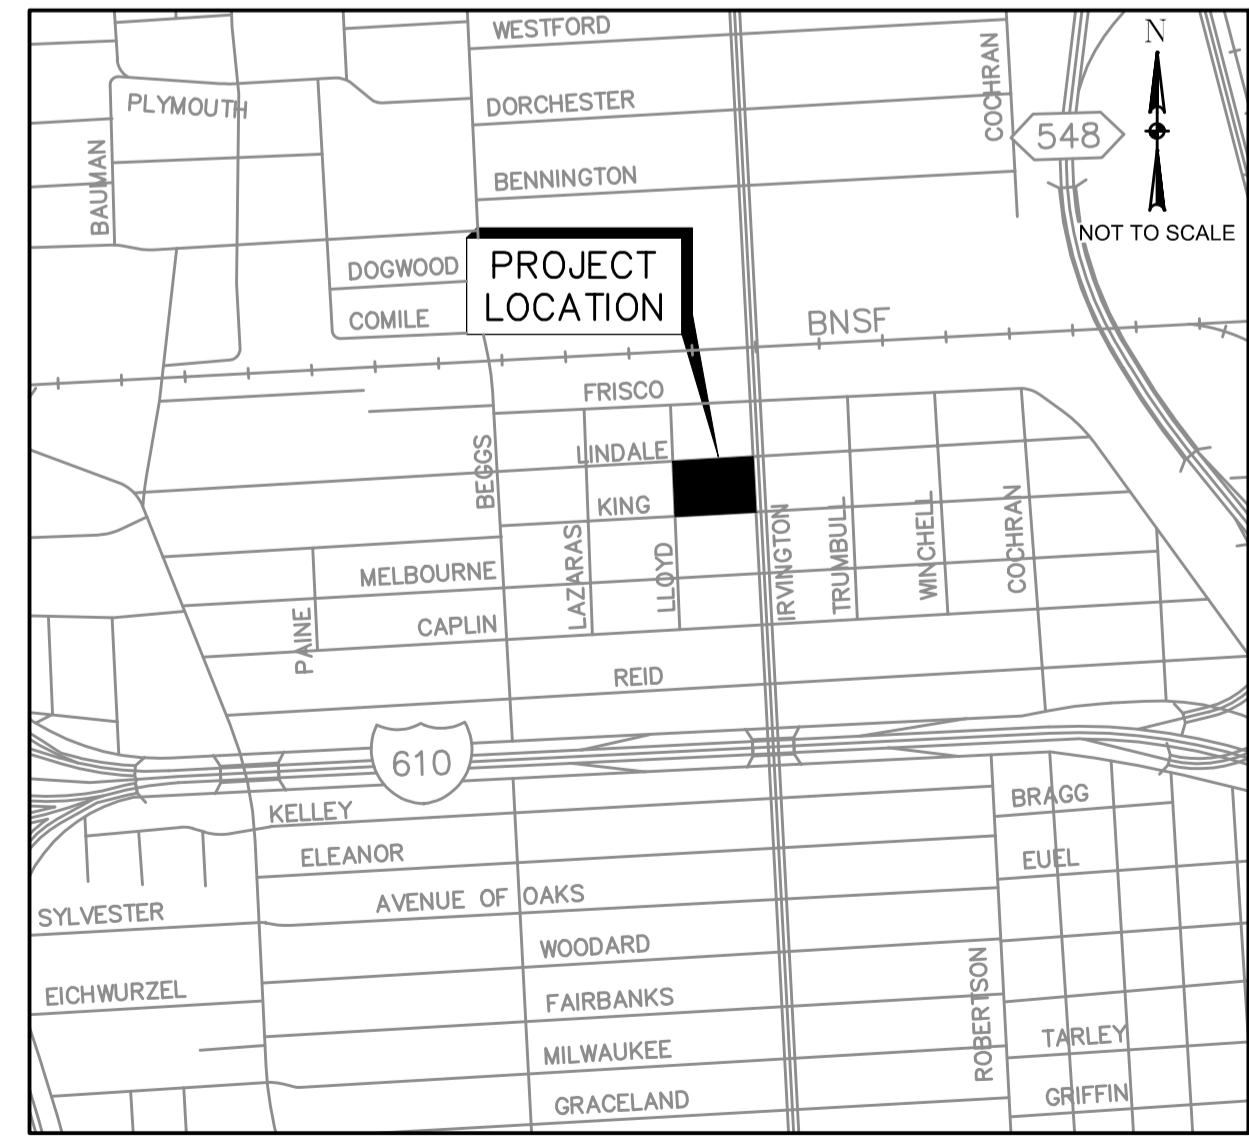 WESTFORD
N
COCHRAN
PLYMOUTH
DORCHESTER
548
BAUMAN
BENNINGTON
NOT TO SCALE
DOGWOOD
PROJECT
LOCATION
COMILE
BNSF
FRISCO
LINDALE
BEGGS
KING
LAZARAS
LLOYD
IRVINGTON
TRUMBULL
WINCHELL
COCHRAN
MELBOURNE
PAINE
CAPLIN
REID
610
KELLEY
BRAGG
ELEANOR
EUEL
AVENUE OF OAKS
SYLVESTER
WOODARD
EICHWURZEL
FAIRBANKS
ROBERTSON
MILWAUKEE
TARLEY
GRACELAND
GRIFFIN